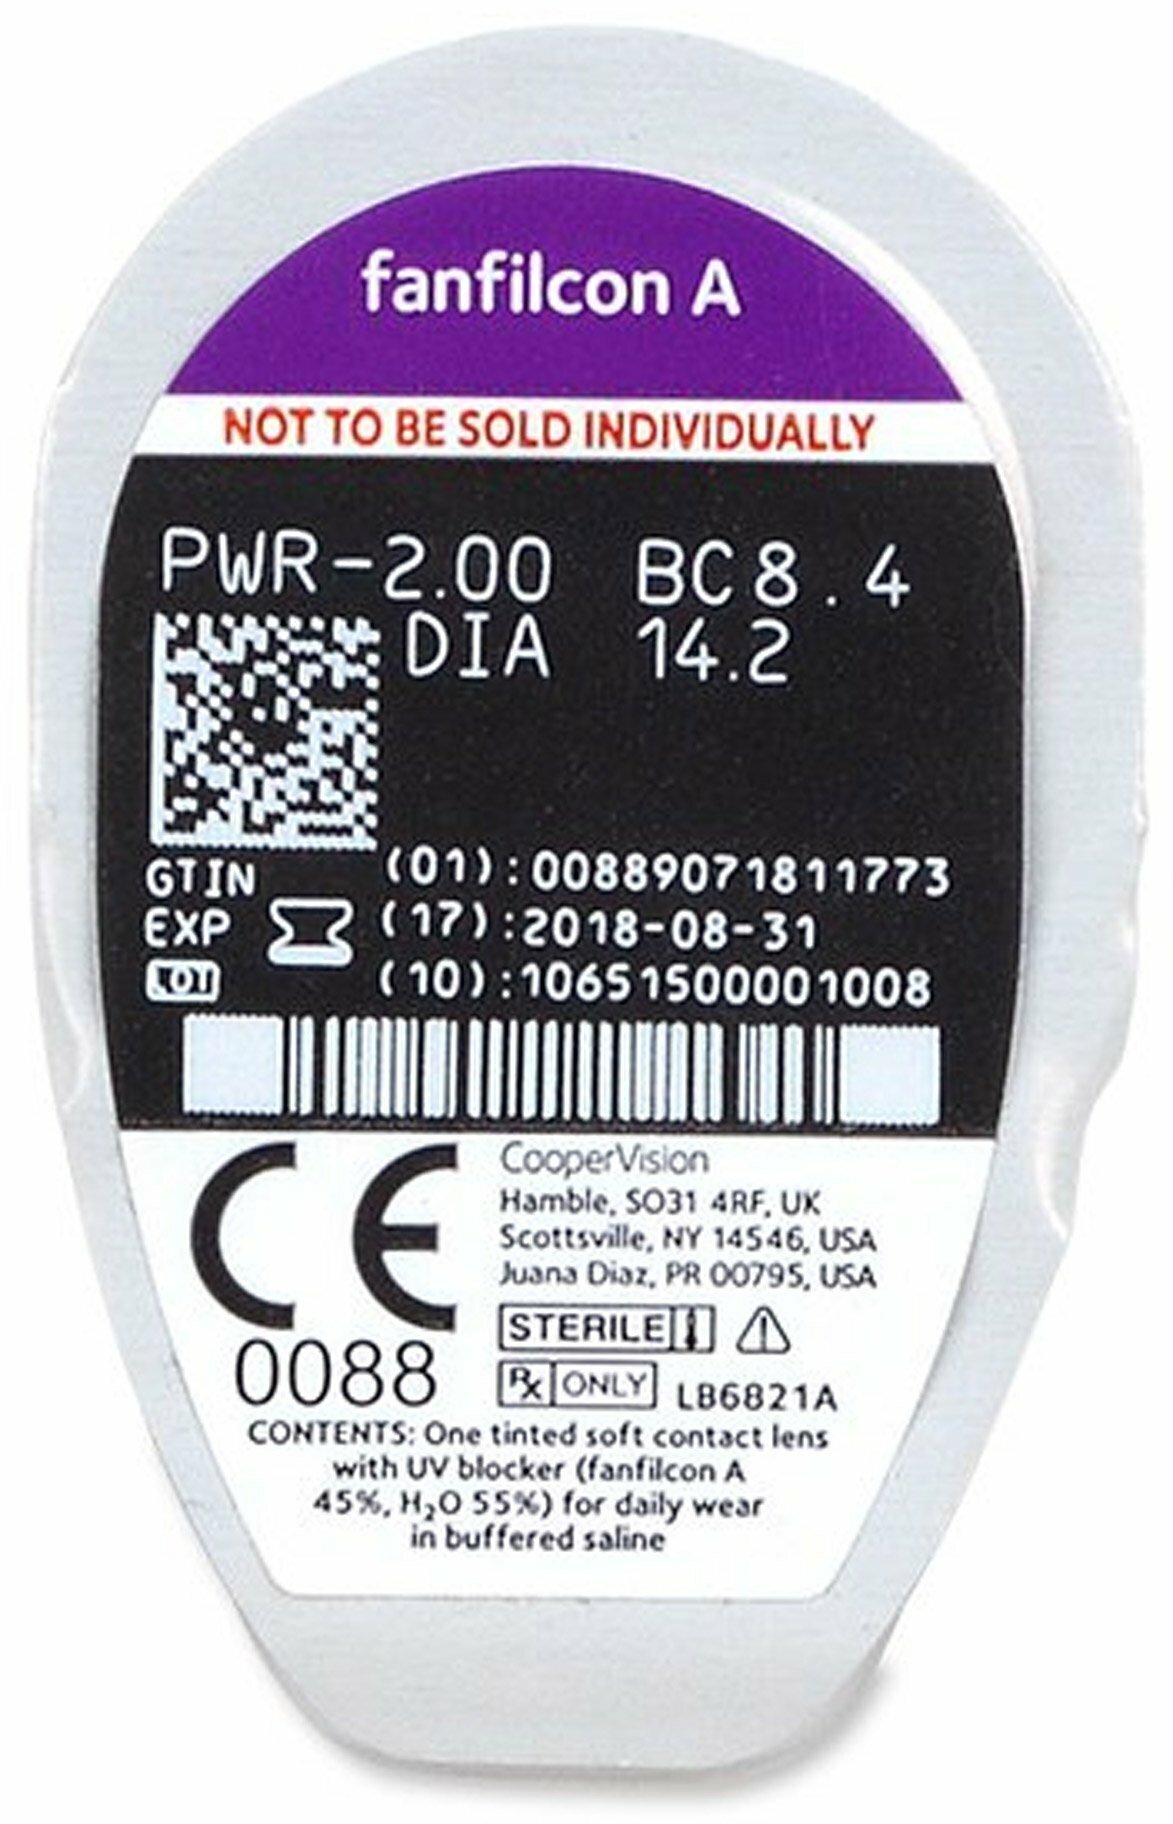 fanfilcon A
NOT TO BE SOLD INDIVIDUALLY
PWR-2.00 BC 8.4
DIA 14.2
GTIN (01):00889071811773
EXP (17):2018-08-31
LOT (10):10651500001008
CE
0088
CooperVision
Hamble, SO31 4RF, UK
Scottsville, NY 14546, USA
Juana Diaz, PR 00795, USA
STERILE
Rx ONLY LB6821A
CONTENTS: One tinted soft contact lens
with UV blocker (fanfilcon A
45%, H₂O 55%) for daily wear
in buffered saline